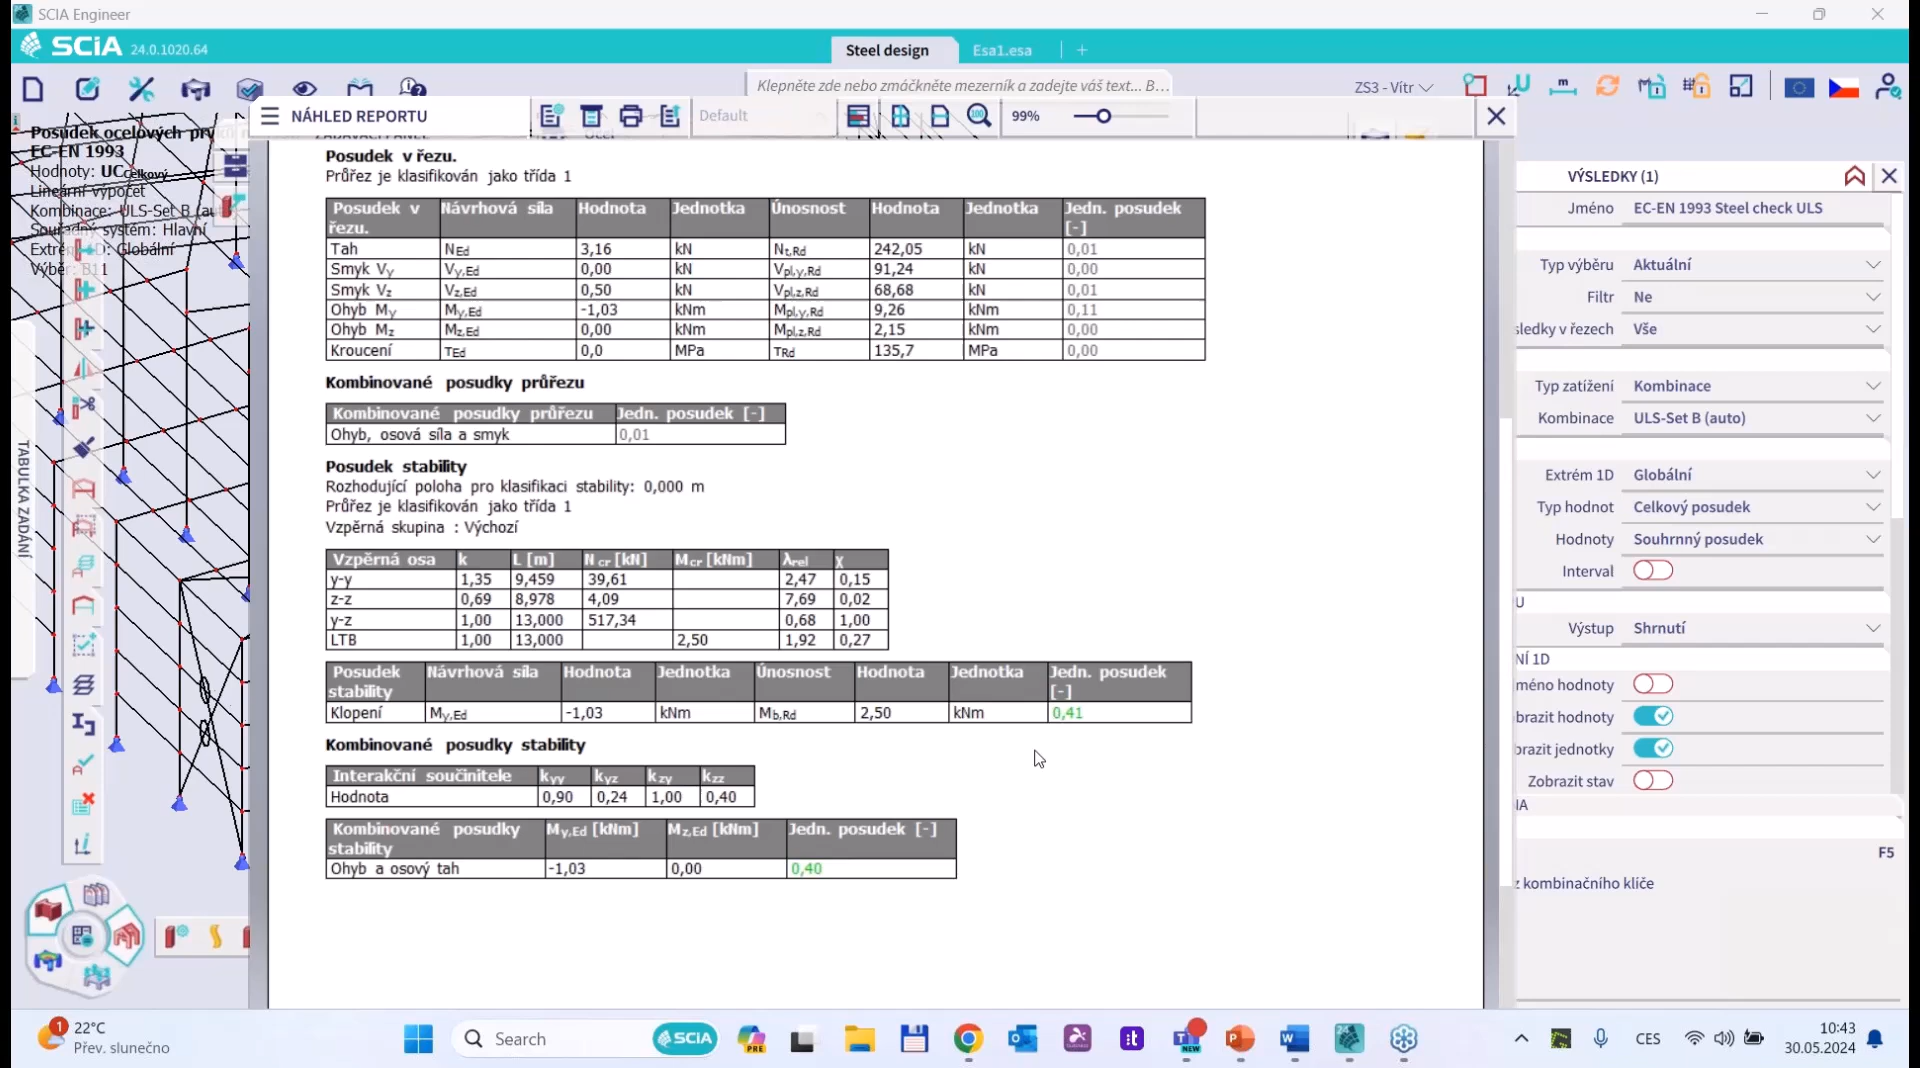 SCIA Engineer
SCiA 24.0.1020.64
Steel design
Esa1.esa
Klepněte zde nebo zmáčkněte mezerník a zadejte váš text... B...
ZS3 - Vítr
NÁHLED REPORTU
Default
99%
Posudek ocelových prv
EC-EN 1993
Hodnoty: UCCelkový
Lineární výpočet
Kombinace: ULS-Set B (au
Souřadný systém: Hlavní
Extrém 1D: Globální
Výběr: B11
TABULKA ZADÁNÍ
Posudek v řezu.
Průřez je klasifikován jako třída 1
Posudek v řezu. Návrhová síla Hodnota Jednotka Únosnost Hodnota Jednotka Jedn. posudek [-]
Tah NEd 3,16 kN Nt,Rd 242,05 kN 0,01
Smyk Vy Vy,Ed 0,00 kN Vpl,y,Rd 91,24 kN 0,00
Smyk Vz Vz,Ed 0,50 kN Vpl,z,Rd 68,68 kN 0,01
Ohyb My My,Ed -1,03 kNm Mpl,y,Rd 9,26 kNm 0,11
Ohyb Mz Mz,Ed 0,00 kNm Mpl,z,Rd 2,15 kNm 0,00
Kroucení τEd 0,0 MPa τRd 135,7 MPa 0,00
Kombinované posudky průřezu
Kombinované posudky průřezu Jedn. posudek [-]
Ohyb, osová síla a smyk 0,01
Posudek stability
Rozhodující poloha pro klasifikaci stability: 0,000 m
Průřez je klasifikován jako třída 1
Vzpěrná skupina : Výchozí
Vzpěrná osa k L [m] Ncr [kN] Mcr [kNm] λrel χ
y-y 1,35 9,459 39,61 2,47 0,15
z-z 0,69 8,978 4,09 7,69 0,02
y-z 1,00 13,000 517,34 0,68 1,00
LTB 1,00 13,000 2,50 1,92 0,27
Posudek stability Návrhová síla Hodnota Jednotka Únosnost Hodnota Jednotka Jedn. posudek [-]
Klopení My,Ed -1,03 kNm Mb,Rd 2,50 kNm 0,41
Kombinované posudky stability
Interakční součinitele kyy kyz kzy kzz
Hodnota 0,90 0,24 1,00 0,40
Kombinované posudky stability My,Ed [kNm] Mz,Ed [kNm] Jedn. posudek [-]
Ohyb a osový tah -1,03 0,00 0,40
VÝSLEDKY (1)
Jméno EC-EN 1993 Steel check ULS
Typ výběru Aktuální
Filtr Ne
sledky v řezech Vše
Typ zatížení Kombinace
Kombinace ULS-Set B (auto)
Extrém 1D Globální
Typ hodnot Celkový posudek
Hodnoty Souhrnný posudek
Interval
U
Výstup Shrnutí
NÍ 1D
méno hodnoty
brazit hodnoty
brazit jednotky
Zobrazit stav
IA
F5
z kombinačního klíče
1
22°C
Přev. slunečno
Search
SCIA
PRE
NEW
CES
10:43
30.05.2024